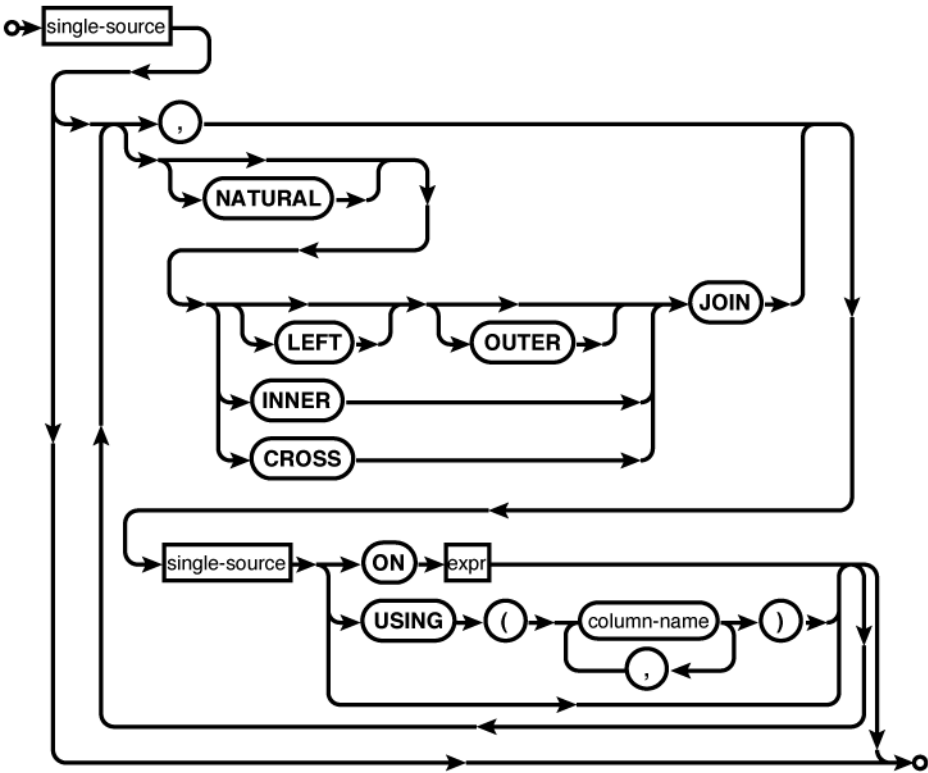 single-source
,
NATURAL
JOIN
LEFT OUTER
INNER
CROSS
single-source ON expr
USING ( column-name )
,